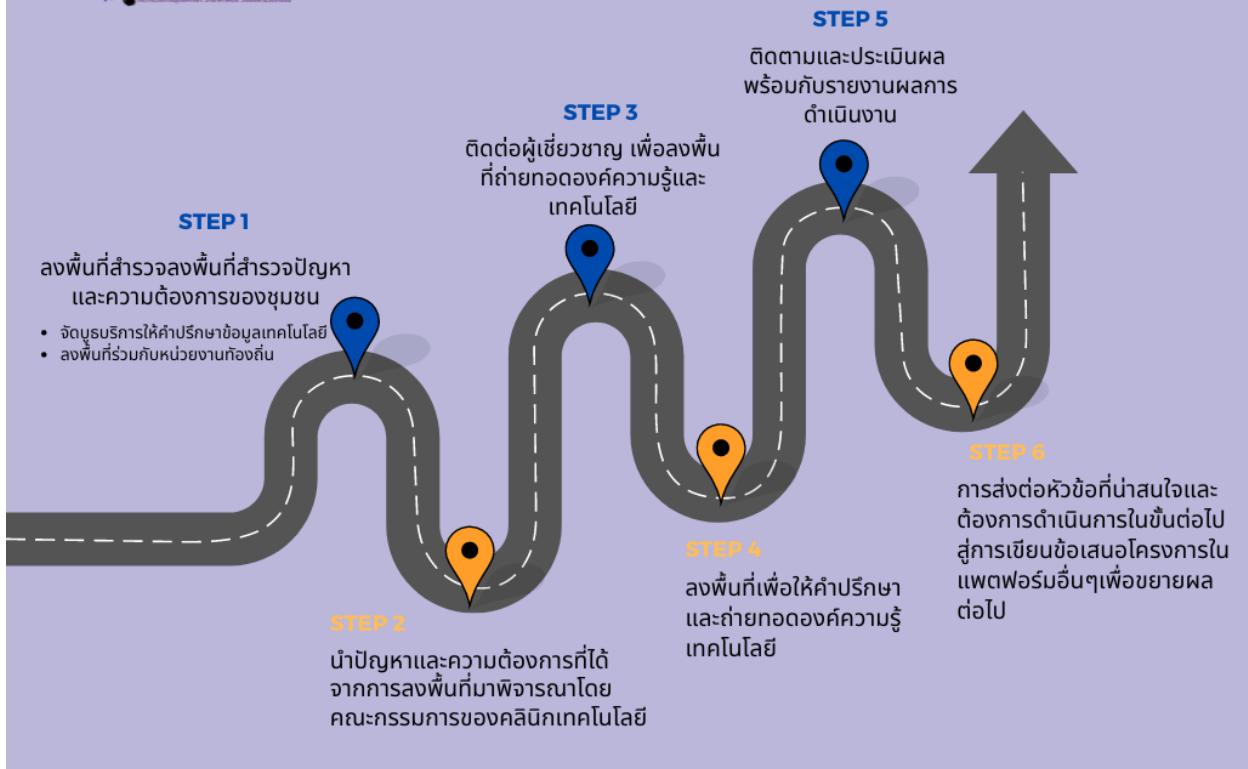 STEP 1
ลงพื้นที่สำรวจลงพื้นที่สำรวจปัญหา
และความต้องการของชุมชน
• จัดบูธบริการให้คำปรึกษาข้อมูลเทคโนโลยี
• ลงพื้นที่ร่วมกับหน่วยงานท้องถิ่น
STEP 2
นำปัญหาและความต้องการที่ได้
จากการลงพื้นที่มาพิจารณาโดย
คณะกรรมการของคลินิกเทคโนโลยี
STEP 3
ติดต่อผู้เชี่ยวชาญ เพื่อลงพื้น
ที่ถ่ายทอดองค์ความรู้และ
เทคโนโลยี
STEP 4
ลงพื้นที่เพื่อให้คำปรึกษา
และถ่ายทอดองค์ความรู้
เทคโนโลยี
STEP 5
ติดตามและประเมินผล
พร้อมกับรายงานผลการ
ดำเนินงาน
STEP 6
การส่งต่อหัวข้อที่น่าสนใจและ
ต้องการดำเนินการในขั้นต่อไป
สู่การเขียนข้อเสนอโครงการใน
แพตฟอร์มอื่นๆเพื่อขยายผล
ต่อไป